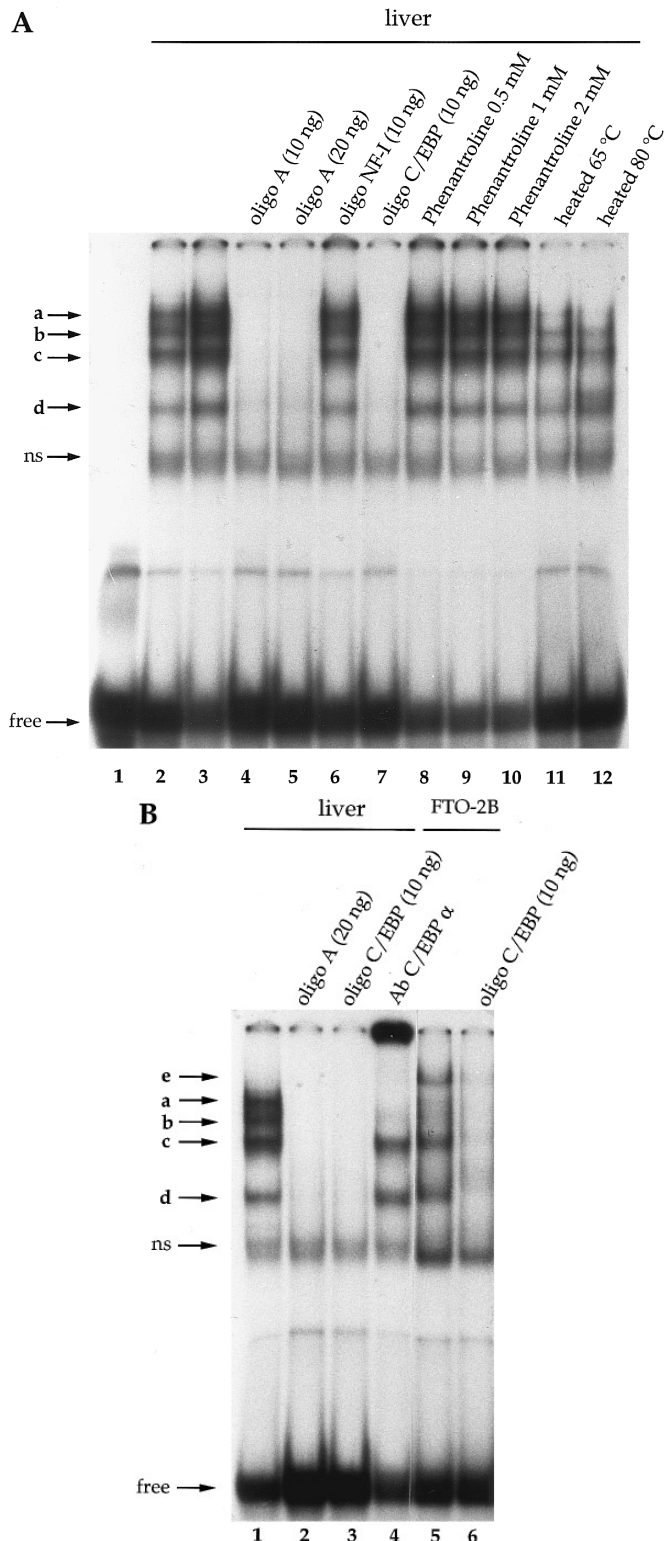 A
liver
oligo A (10 ng)
oligo A (20 ng)
oligo NF-I (10 ng)
oligo C/EBP (10 ng)
Phenantroline 0.5 mM
Phenantroline 1 mM
Phenantroline 2 mM
heated 65 °C
heated 80 °C
a
b
c
d
ns
free
1 2 3 4 5 6 7 8 9 10 11 12
B
liver FTO-2B
oligo A (20 ng)
oligo C/EBP (10 ng)
Ab C/EBP α
oligo C/EBP (10 ng)
e
a
b
c
d
ns
free
1 2 3 4 5 6